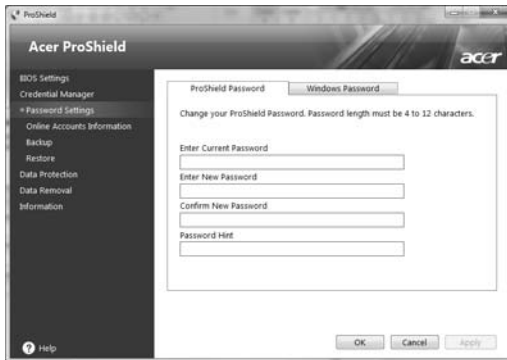 ProShield
Acer ProShield
acer
BIOS Settings
Credential Manager
Password Settings
Online Accounts Information
Backup
Restore
Data Protection
Data Removal
Information
ProShield Password
Windows Password
Change your ProShield Password. Password length must be 4 to 12 characters.
Enter Current Password
Enter New Password
Confirm New Password
Password Hint
? Help
OK
Cancel
Apply